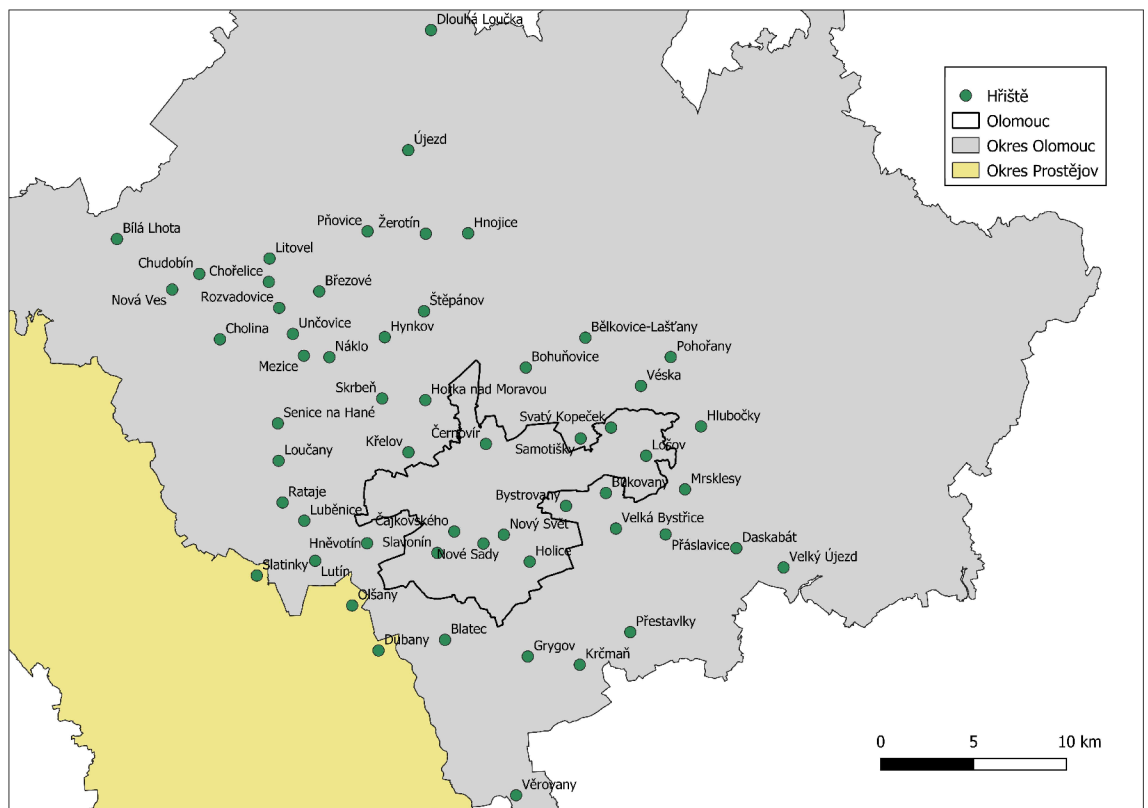 Dlouhá Loučka
Hřiště
Olomouc
Okres Olomouc
Okres Prostějov
Újezd
Pňovice
Žerotín
Hnojice
Bílá Lhota
Litovel
Chudobín
Chořelice
Březové
Nová Ves
Rozvadovice
Štěpánov
Cholina
Unčovice
Hynkov
Bělkovice-Lašťany
Mezice
Náklo
Bohuňovice
Pohořany
Véska
Skrbeň
Horka nad Moravou
Senice na Hané
Svatý Kopeček
Hlubočky
Černovír
Samotišky
Křelov
Lošov
Loučany
Bukovany
Mrsklesy
Rataje
Bystrovany
Luběnice
Čajkovského
Nový Svět
Velká Bystřice
Hněvotín
Slavonín
Nové Sady
Holice
Přáslavice
Daskabát
Slatinky
Lutín
Velký Újezd
Olšany
Přestavlky
Dubany
Blatec
Grygov
Krčmaň
0 5 10 km
Věrovany